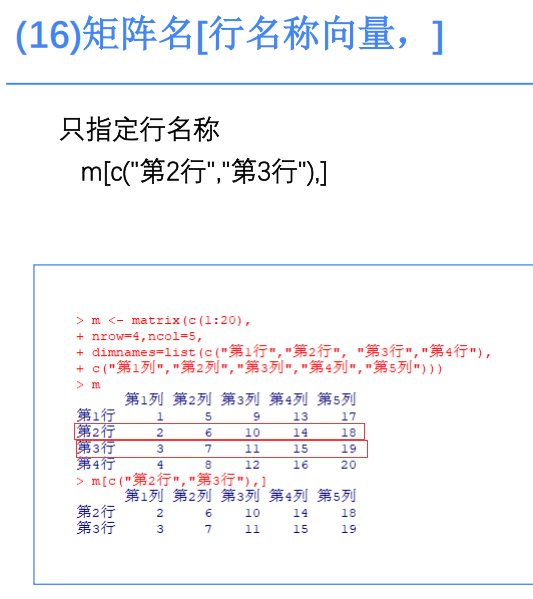 (16)矩阵名[行名称向量，]
只指定行名称
m[c("第2行","第3行"),]
> m <- matrix(c(1:20),
+ nrow=4,ncol=5,
+ dimnames=list(c("第1行","第2行", "第3行","第4行"),
+ c("第1列","第2列","第3列","第4列","第5列")))
> m
第1列 第2列 第3列 第4列 第5列
第1行 1 5 9 13 17
第2行 2 6 10 14 18
第3行 3 7 11 15 19
第4行 4 8 12 16 20
> m[c("第2行","第3行"),]
第1列 第2列 第3列 第4列 第5列
第2行 2 6 10 14 18
第3行 3 7 11 15 19